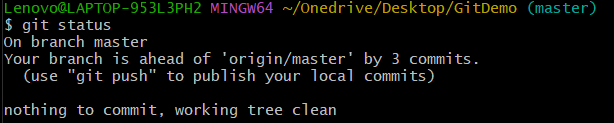 Lenovo@LAPTOP-953L3PH2 MINGW64 ~/Onedrive/Desktop/GitDemo (master)
$ git status
On branch master
Your branch is ahead of 'origin/master' by 3 commits.
  (use "git push" to publish your local commits)

nothing to commit, working tree clean